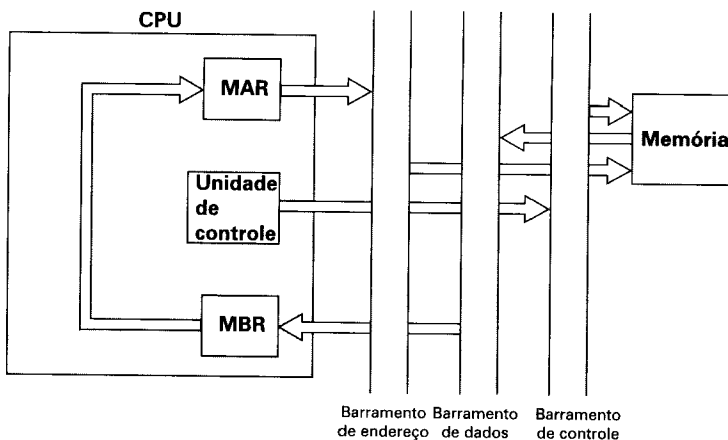 CPU
MAR
Memória
Unidade
de
controle
MBR
Barramento
de endereço
Barramento
de dados
Barramento
de controle